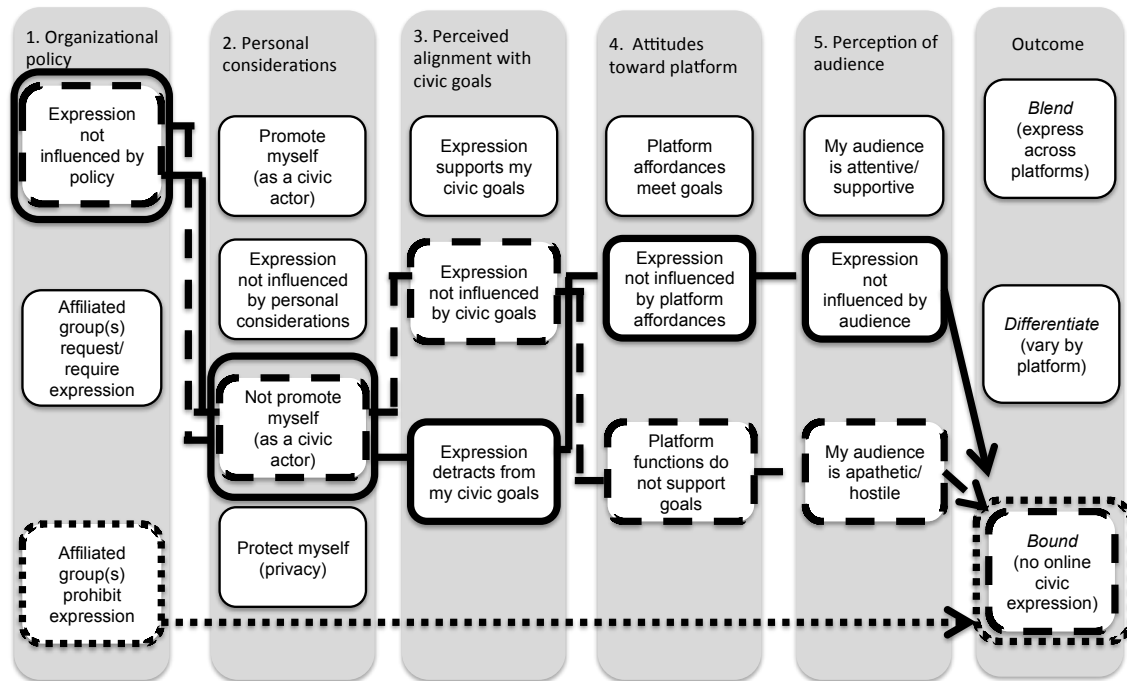 1. Organizational
policy
Expression
not
influenced by
policy
Affiliated
group(s)
request/
require
expression
Affiliated
group(s)
prohibit
expression
2. Personal
considerations
Promote
myself
(as a civic
actor)
Expression
not influenced
by personal
considerations
Not promote
myself
(as a civic
actor)
Protect myself
(privacy)
3. Perceived
alignment with
civic goals
Expression
supports my
civic goals
Expression
not influenced
by civic goals
Expression
detracts from
my civic goals
4. Attitudes
toward platform
Platform
affordances
meet goals
Expression
not influenced
by platform
affordances
Platform
functions do
not support
goals
5. Perception of
audience
My audience
is attentive/
supportive
Expression
not
influenced by
audience
My audience
is apathetic/
hostile
Outcome
Blend
(express
across
platforms)
Differentiate
(vary by
platform)
Bound
(no online
civic
expression)